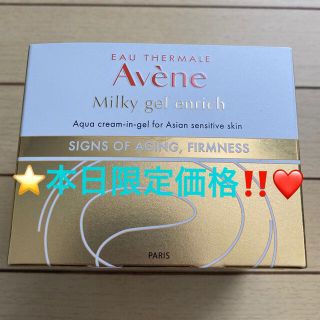 EAU THERMALE
Avène
Milky gel enrich
Aqua cream-in-gel for Asian sensitive skin
SIGNS OF AGING, FIRMNESS
⭐本日限定価格‼️❤️
PARIS